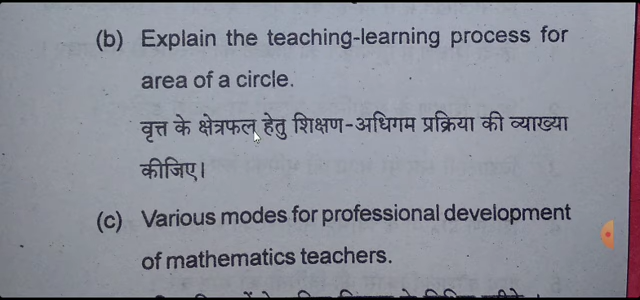 (b) Explain the teaching-learning process for
area of a circle.
वृत्त के क्षेत्रफल हेतु शिक्षण-अधिगम प्रक्रिया की व्याख्या
कीजिए।
(c) Various modes for professional development
of mathematics teachers.